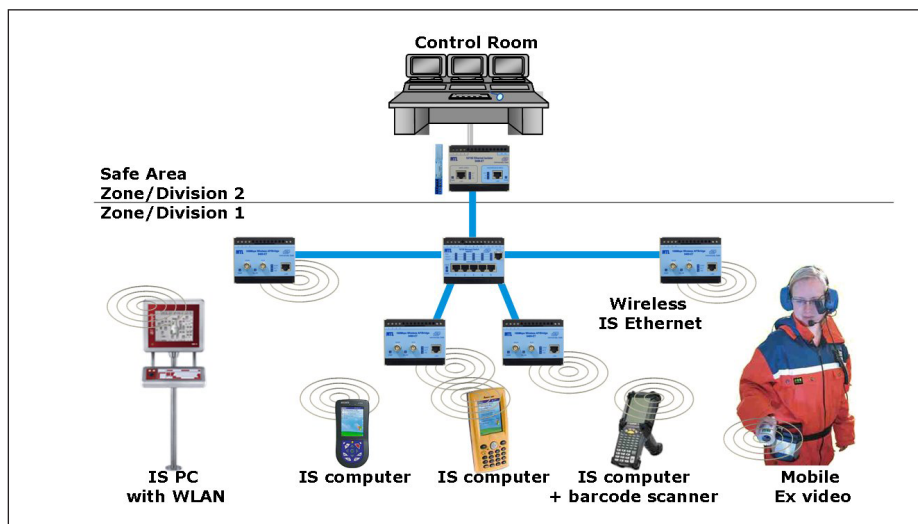 Control Room
Safe Area
Zone/Division 2
Zone/Division 1
Wireless
IS Ethernet
IS PC
with WLAN
IS computer
IS computer
IS computer
+ barcode scanner
Mobile
Ex video